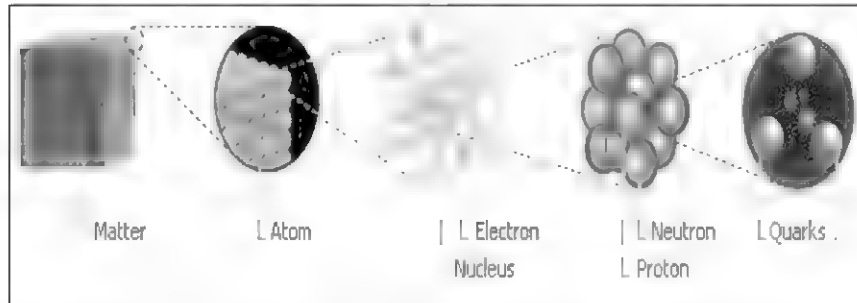 Matter
L Atom
| L Electron
Nucleus
| L Neutron
L Proton
L Quarks .